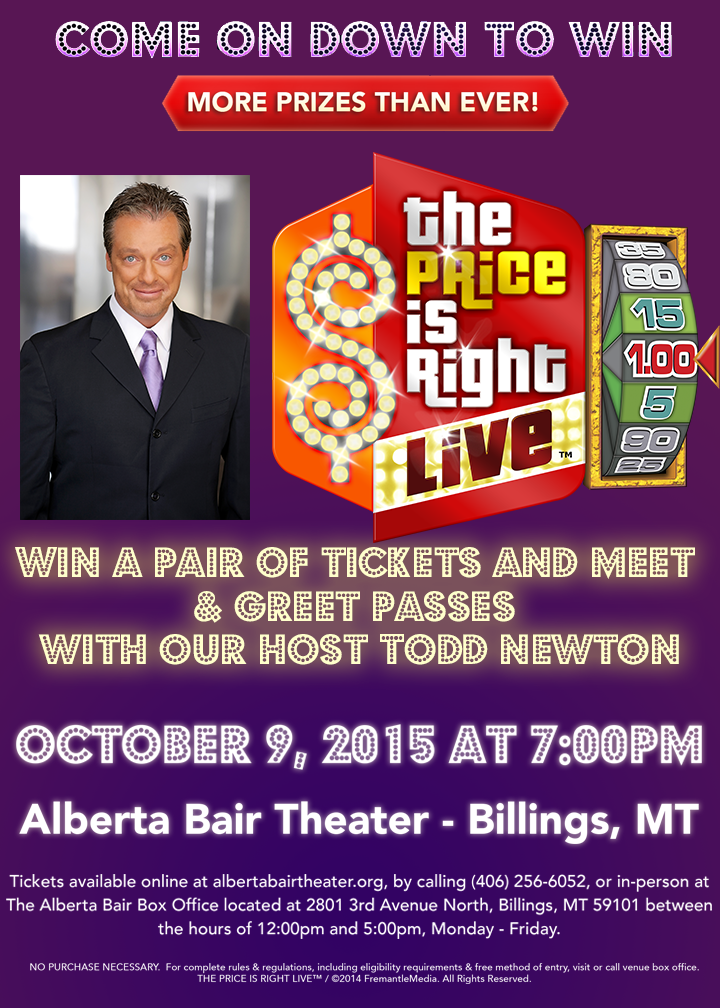 COME ON DOWN TO WIN
MORE PRIZES THAN EVER!
the
PRiCe
is
Right
LiVe™
35
80
15
1.00
5
90
25
WIN A PAIR OF TICKETS AND MEET
& GREET PASSES
WITH OUR HOST TODD NEWTON
OCTOBER 9, 2015 AT 7:00PM
Alberta Bair Theater - Billings, MT
Tickets available online at albertabairtheater.org, by calling (406) 256-6052, or in-person at
The Alberta Bair Box Office located at 2801 3rd Avenue North, Billings, MT 59101 between
the hours of 12:00pm and 5:00pm, Monday - Friday.
NO PURCHASE NECESSARY. For complete rules & regulations, including eligibility requirements & free method of entry, visit or call venue box office.
THE PRICE IS RIGHT LIVE™ / ©2014 FremantleMedia. All Rights Reserved.